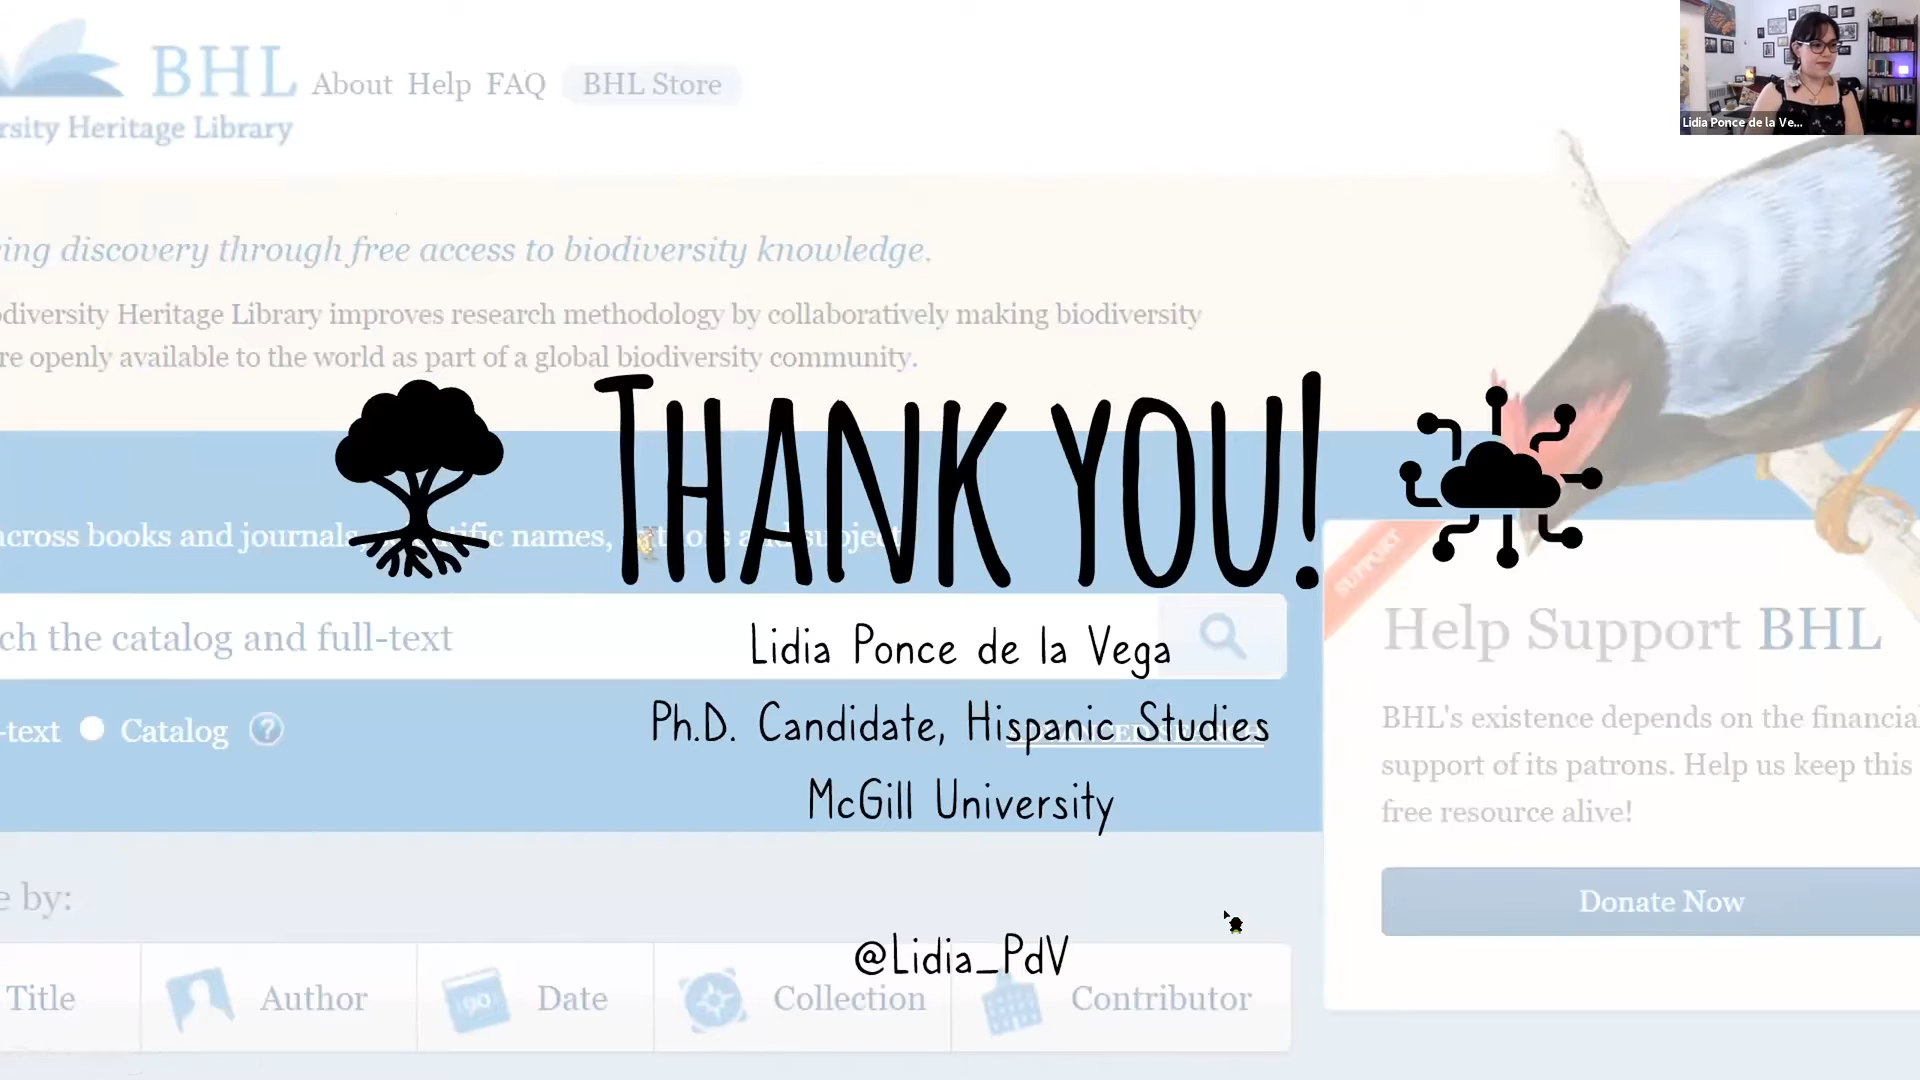 BHL About Help FAQ BHL Store
rsity Heritage Library
Lidia Ponce de la Ve...
ing discovery through free access to biodiversity knowledge.
odiversity Heritage Library improves research methodology by collaboratively making biodiversity
re openly available to the world as part of a global biodiversity community.
THANK YOU!
across books and journals, names,
SUPPORT
ch the catalog and full-text
Help Support BHL
Lidia Ponce de la Vega
BHL's existence depends on the financial
support of its patrons. Help us keep this
free resource alive!
-text Catalog ?
Ph.D. Candidate, Hispanic Studies
ADVANCED SEARCH
McGill University
e by:
Donate Now
@Lidia_PdV
Title Author Date Collection Contributor